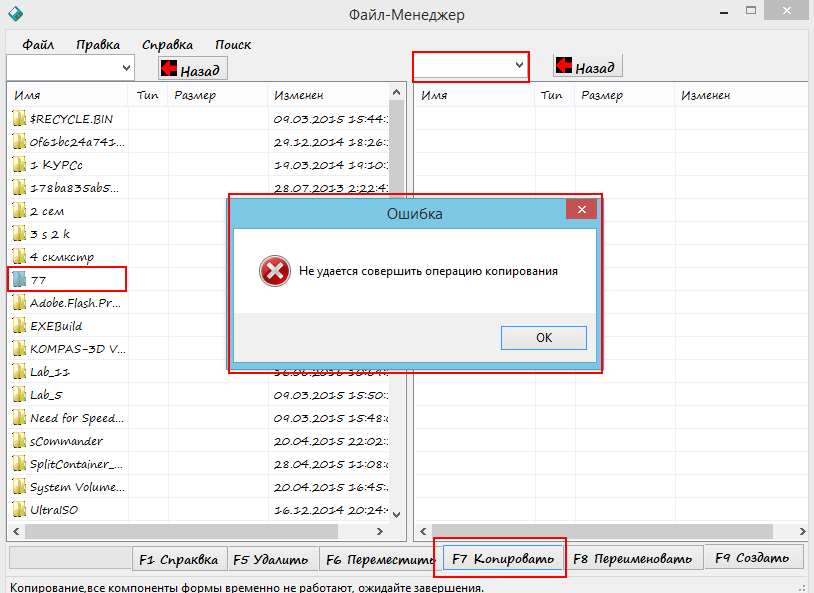 Файл-Менеджер
Файл Правка Справка Поиск
Назад Назад
Имя Тип Размер Изменен Имя Тип Размер Изменен
$RECYCLE.BIN 09.03.2015 15:44:
0f61bc24a741... 29.12.2014 18:26:
1 КУРСс 19.03.2014 19:10:
178ba835ab5... 28.07.2013 2:22:4
2 сем
3 s 2 k
4 скмкстр
77
Adobe.Flash.Pr...
EXEBuild
KOMPAS-3D V...
Lab_11
Lab_5 09.03.2015 15:50:
Need for Speed... 09.03.2015 15:48:
sCommander 20.04.2015 22:02:
SplitContainer_... 28.04.2015 11:08:
System Volume... 20.04.2015 16:45:
UltraISO 16.12.2014 20:24:
Ошибка
Не удается совершить операцию копирования
OK
F1 Спраквка F5 Удалить F6 Переместить F7 Копировать F8 Переименовать F9 Создать
Копирование,все компоненты формы временно не работают, ожидайте завершения.